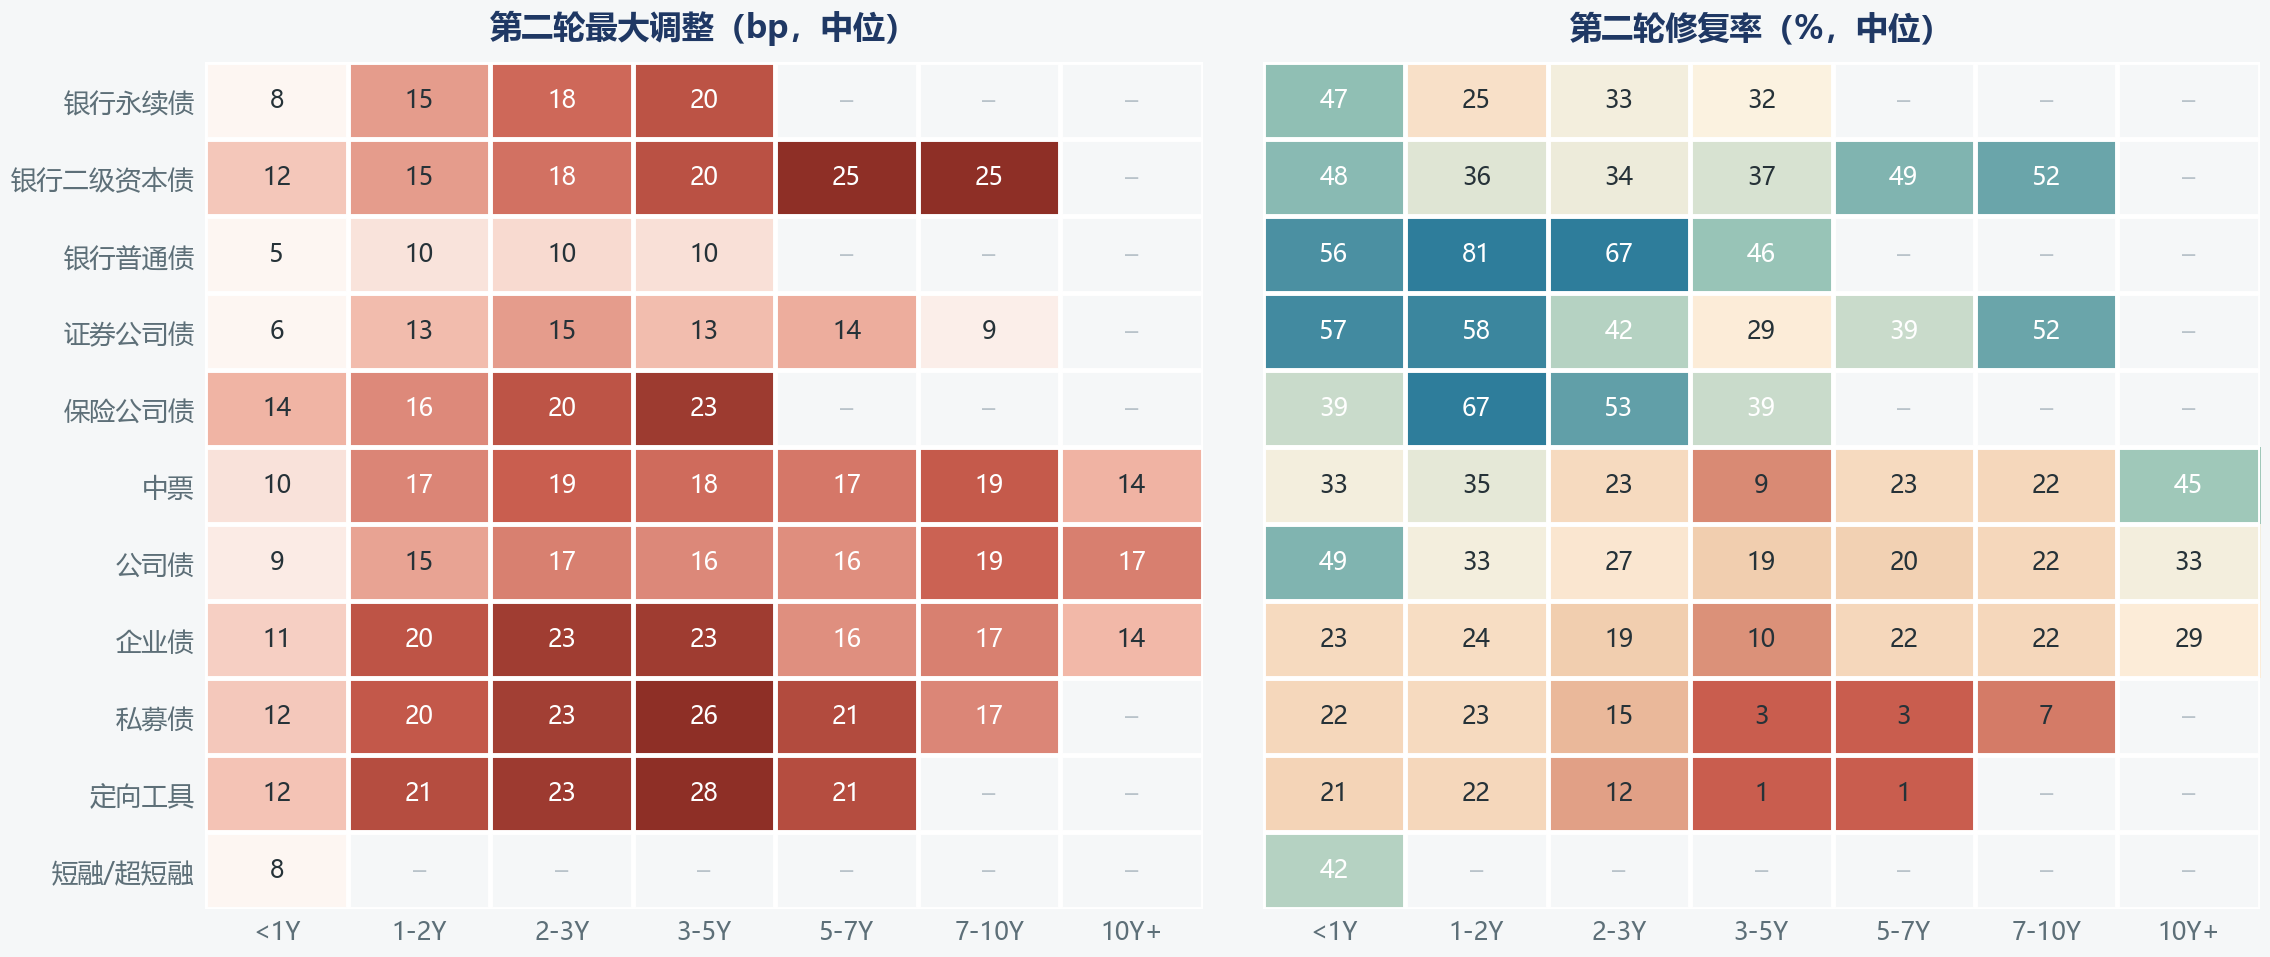 第二轮最大调整（bp，中位） 第二轮修复率（%，中位）
银行永续债 8 15 18 20 – – – 47 25 33 32 – – –
银行二级资本债 12 15 18 20 25 25 – 48 36 34 37 49 52 –
银行普通债 5 10 10 10 – – – 56 81 67 46 – – –
证券公司债 6 13 15 13 14 9 – 57 58 42 29 39 52 –
保险公司债 14 16 20 23 – – – 39 67 53 39 – – –
中票 10 17 19 18 17 19 14 33 35 23 9 23 22 45
公司债 9 15 17 16 16 19 17 49 33 27 19 20 22 33
企业债 11 20 23 23 16 17 14 23 24 19 10 22 22 29
私募债 12 20 23 26 21 17 – 22 23 15 3 3 7 –
定向工具 12 21 23 28 21 – – 21 22 12 1 1 – –
短融/超短融 8 – – – – – – 42 – – – – – –
<1Y 1-2Y 2-3Y 3-5Y 5-7Y 7-10Y 10Y+ <1Y 1-2Y 2-3Y 3-5Y 5-7Y 7-10Y 10Y+